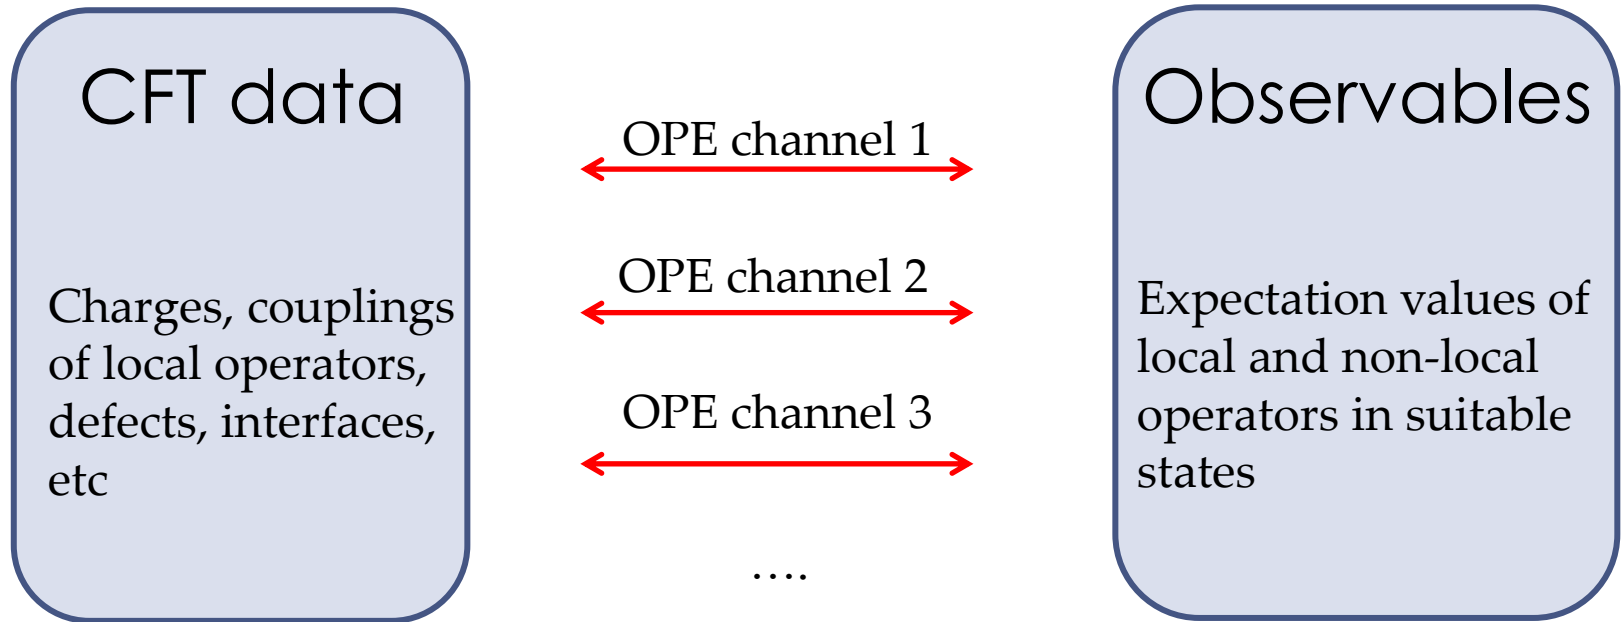 CFT data
Charges, couplings
of local operators,
defects, interfaces,
etc
OPE channel 1
OPE channel 2
OPE channel 3
....
Observables
Expectation values of
local and non-local
operators in suitable
states